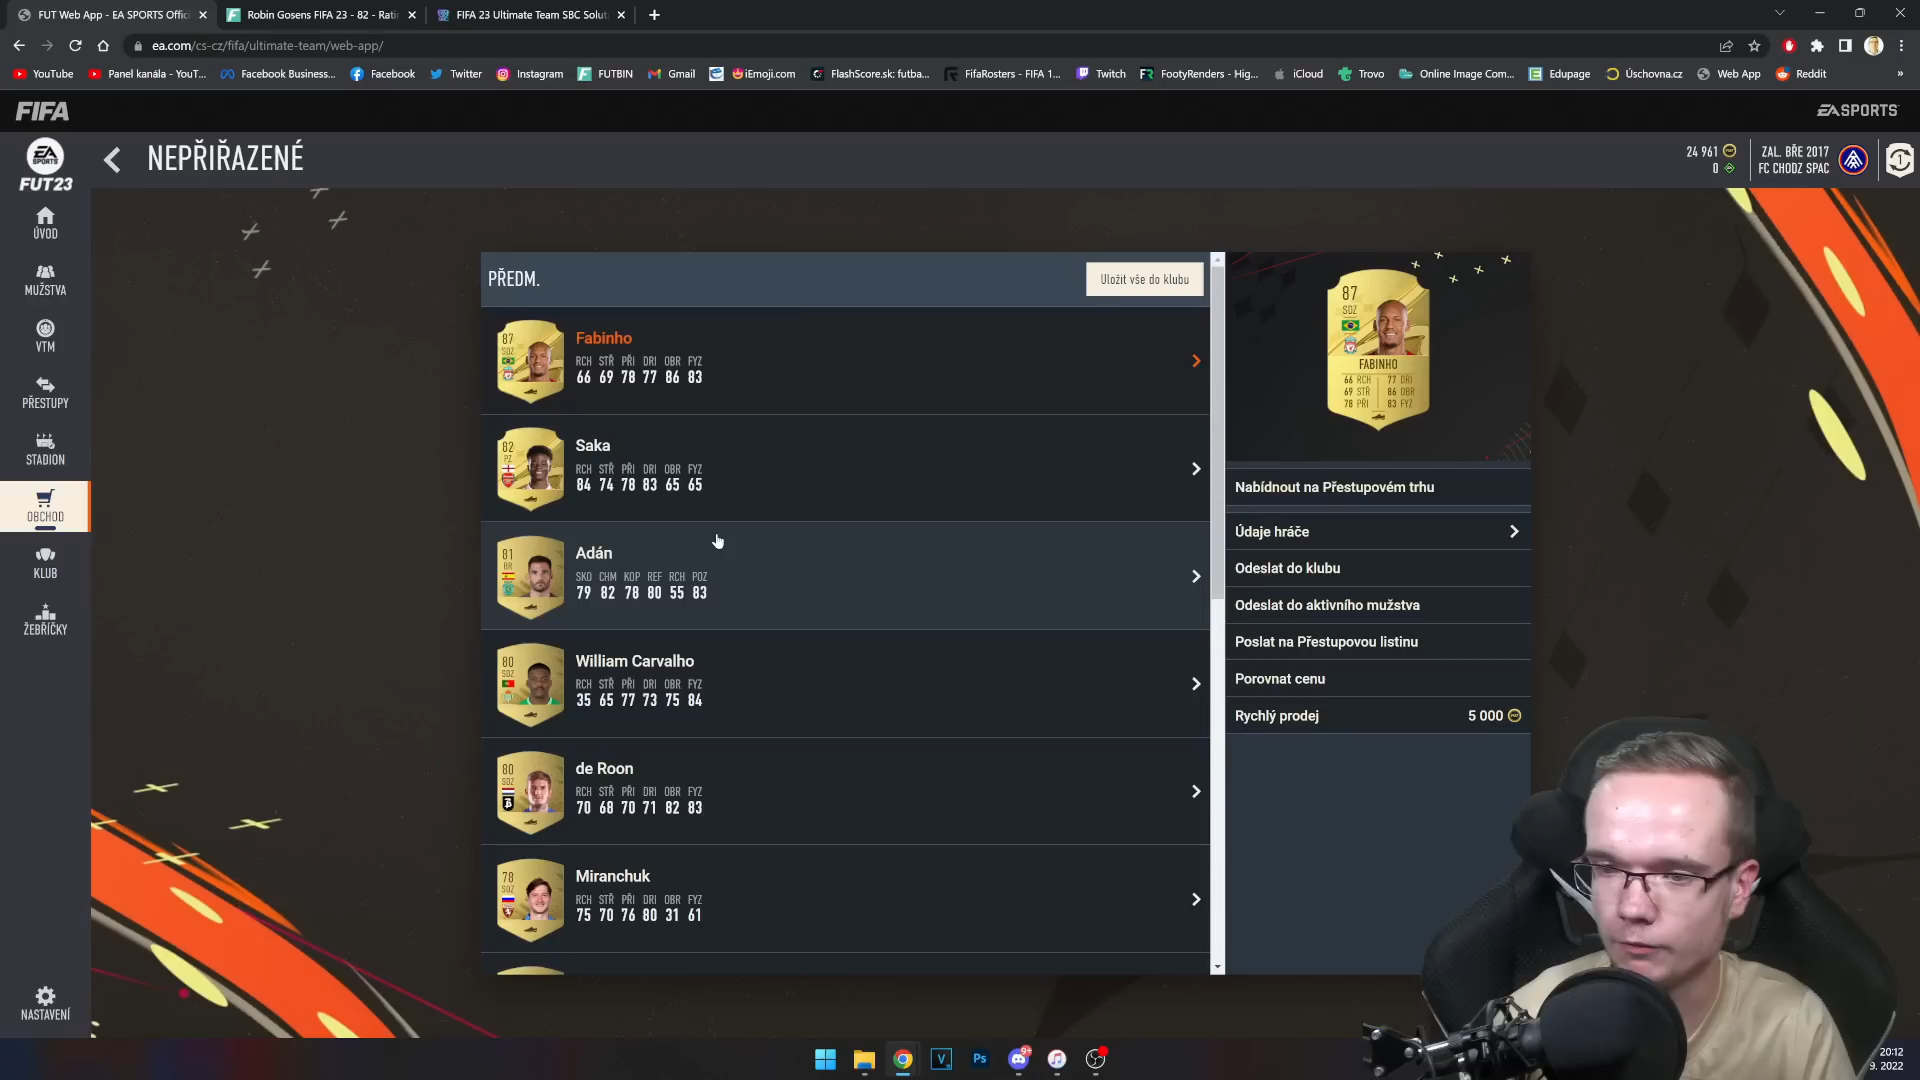 FUT Web App - EA SPORTS Offici
Robin Gosens FIFA 23 - 82 - Ratin
FIFA 23 Ultimate Team SBC Solut
ea.com/cs-cz/fifa/ultimate-team/web-app/
YouTube
Panel kanála - YouT...
Facebook Business...
Facebook
Twitter
Instagram
FUTBIN
Gmail
iEmoji.com
FlashScore.sk: futba...
FifaRosters - FIFA 1...
Twitch
FootyRenders - Hig...
iCloud
Trovo
Online Image Com...
Edupage
Úschovna.cz
Web App
Reddit
»
FIFA
EA SPORTS
EA SPORTS
FUT23
NEPŘIŘAZENÉ
24 961
0
ZAL. BŘE 2017
FC CHODZ SPAC
1
ÚVOD
MUŽSTVA
VTM
PŘESTUPY
STADION
OBCHOD
KLUB
ŽEBŘÍČKY
NASTAVENÍ
PŘEDM.
Uložit vše do klubu
87
SDZ
Fabinho
RCH STŘ PŘI DRI OBR FYZ
66 69 78 77 86 83
82
PZ
Saka
RCH STŘ PŘI DRI OBR FYZ
84 74 78 83 65 65
81
BR
Adán
SKO CHM KOP REF RCH POZ
79 82 78 80 55 83
80
SDZ
William Carvalho
RCH STŘ PŘI DRI OBR FYZ
35 65 77 73 75 84
80
SDZ
de Roon
RCH STŘ PŘI DRI OBR FYZ
70 68 70 71 82 83
78
SOZ
Miranchuk
RCH STŘ PŘI DRI OBR FYZ
75 70 76 80 31 61
87
SDZ
FABINHO
66 RCH 77 DRI
69 STŘ 86 OBR
78 PŘI 83 FYZ
Nabídnout na Přestupovém trhu
Údaje hráče
Odeslat do klubu
Odeslat do aktivního mužstva
Poslat na Přestupovou listinu
Porovnat cenu
Rychlý prodej 5 000
V
Ps
9+
20:12
9. 2022